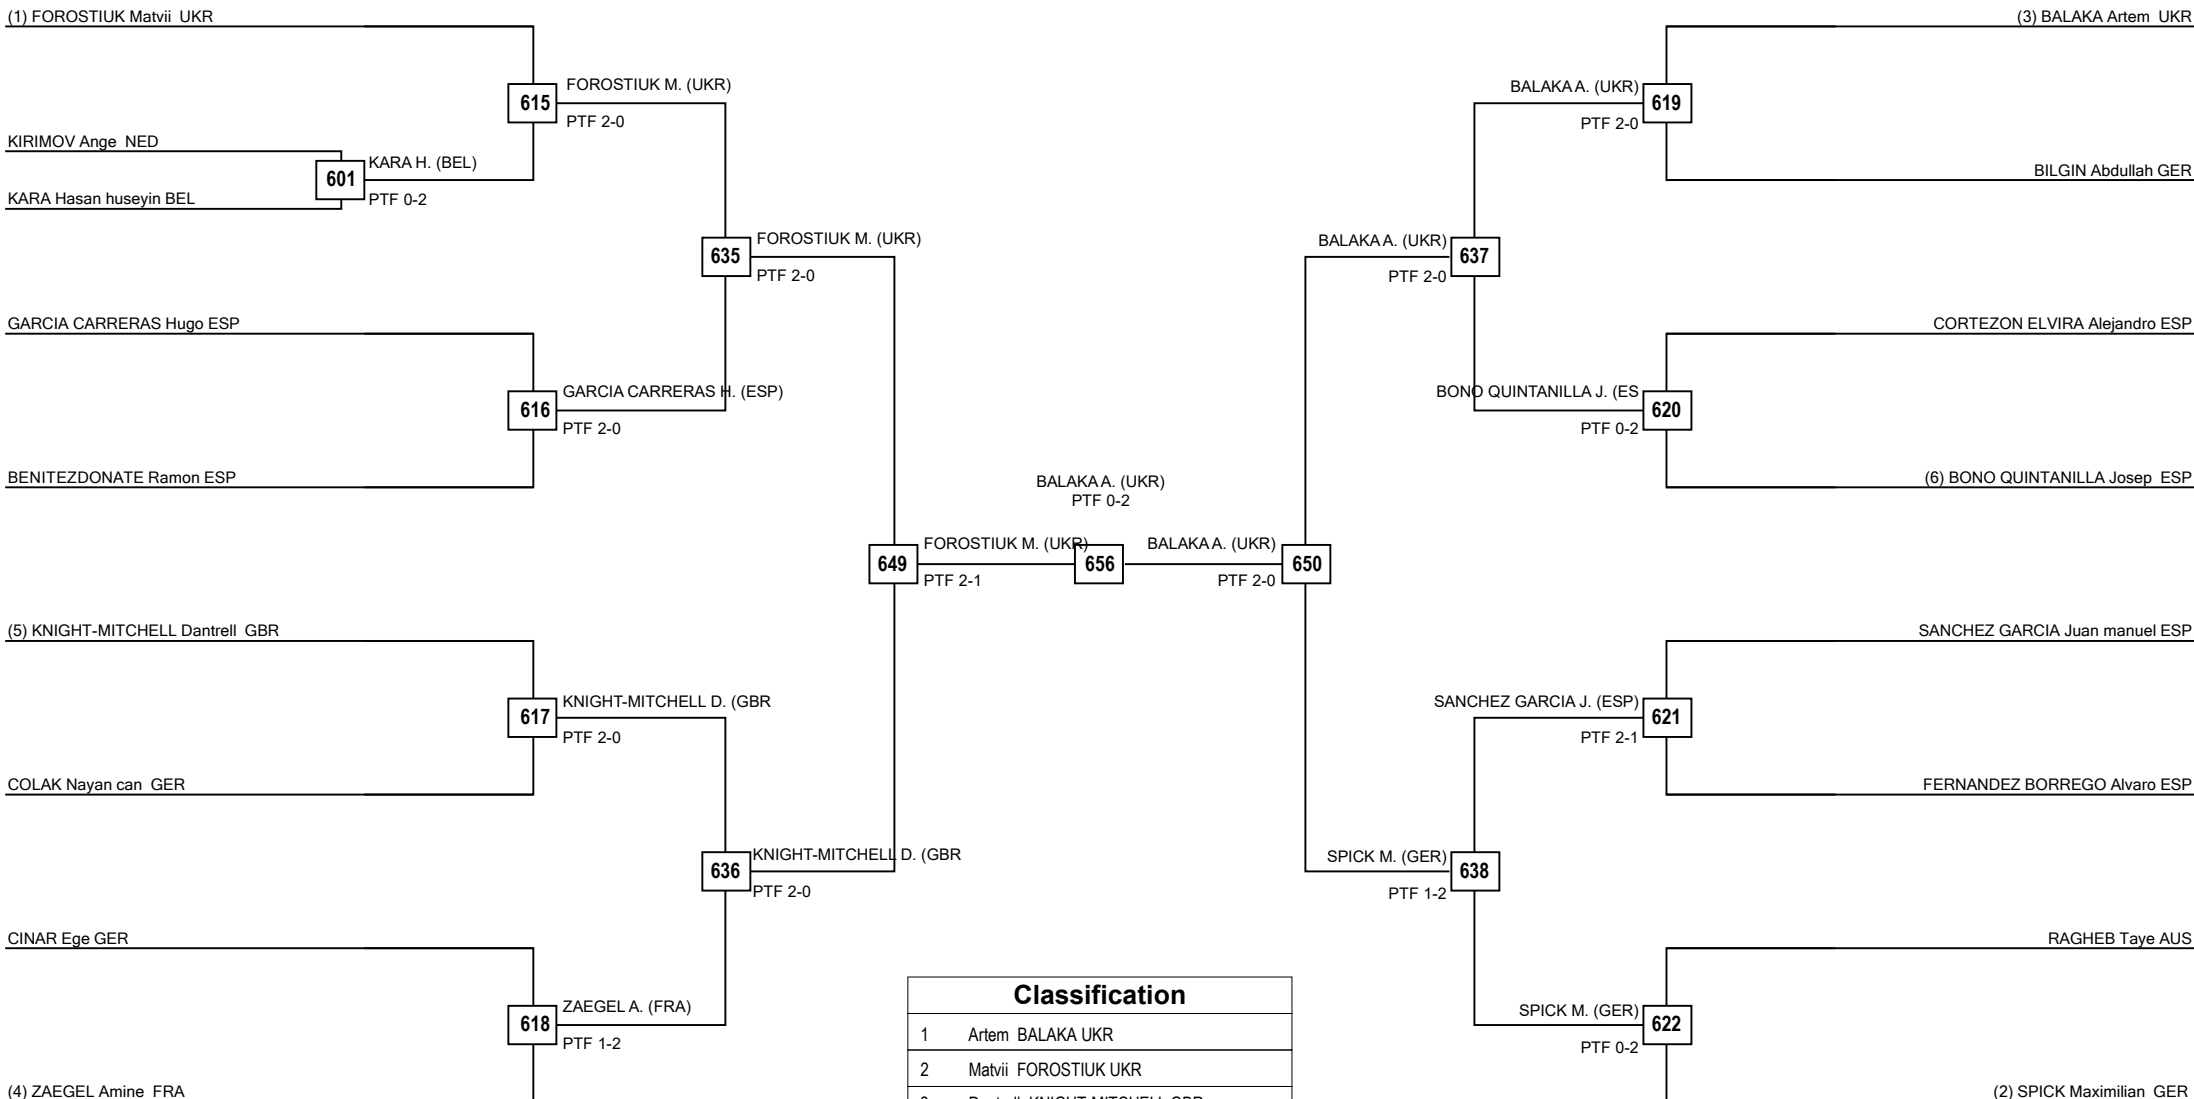 (1) FOROSTIUK Matvii UKR
615
FOROSTIUK M. (UKR)
PTF 2-0
KIRIMOV Ange NED
601
KARA H. (BEL)
PTF 0-2
KARA Hasan huseyin BEL
635
FOROSTIUK M. (UKR)
PTF 2-0
GARCIA CARRERAS Hugo ESP
616
GARCIA CARRERAS H. (ESP)
PTF 2-0
BENITEZDONATE Ramon ESP
649
FOROSTIUK M. (UKR)
PTF 2-1
(5) KNIGHT-MITCHELL Dantrell GBR
617
KNIGHT-MITCHELL D. (GBR
PTF 2-0
COLAK Nayan can GER
636
KNIGHT-MITCHELL D. (GBR
PTF 2-0
CINAR Ege GER
618
ZAEGEL A. (FRA)
PTF 1-2
(4) ZAEGEL Amine FRA
BALAKA A. (UKR)
PTF 0-2
656
(3) BALAKA Artem UKR
BALAKA A. (UKR)
619
PTF 2-0
BILGIN Abdullah GER
BALAKA A. (UKR)
637
PTF 2-0
CORTEZON ELVIRA Alejandro ESP
BONO QUINTANILLA J. (ES
620
PTF 0-2
(6) BONO QUINTANILLA Josep ESP
BALAKA A. (UKR)
650
PTF 2-0
SANCHEZ GARCIA Juan manuel ESP
SANCHEZ GARCIA J. (ESP)
621
PTF 2-1
FERNANDEZ BORREGO Alvaro ESP
SPICK M. (GER)
638
PTF 1-2
RAGHEB Taye AUS
SPICK M. (GER)
622
PTF 0-2
(2) SPICK Maximilian GER
Classification
1 Artem BALAKA UKR
2 Matvii FOROSTIUK UKR